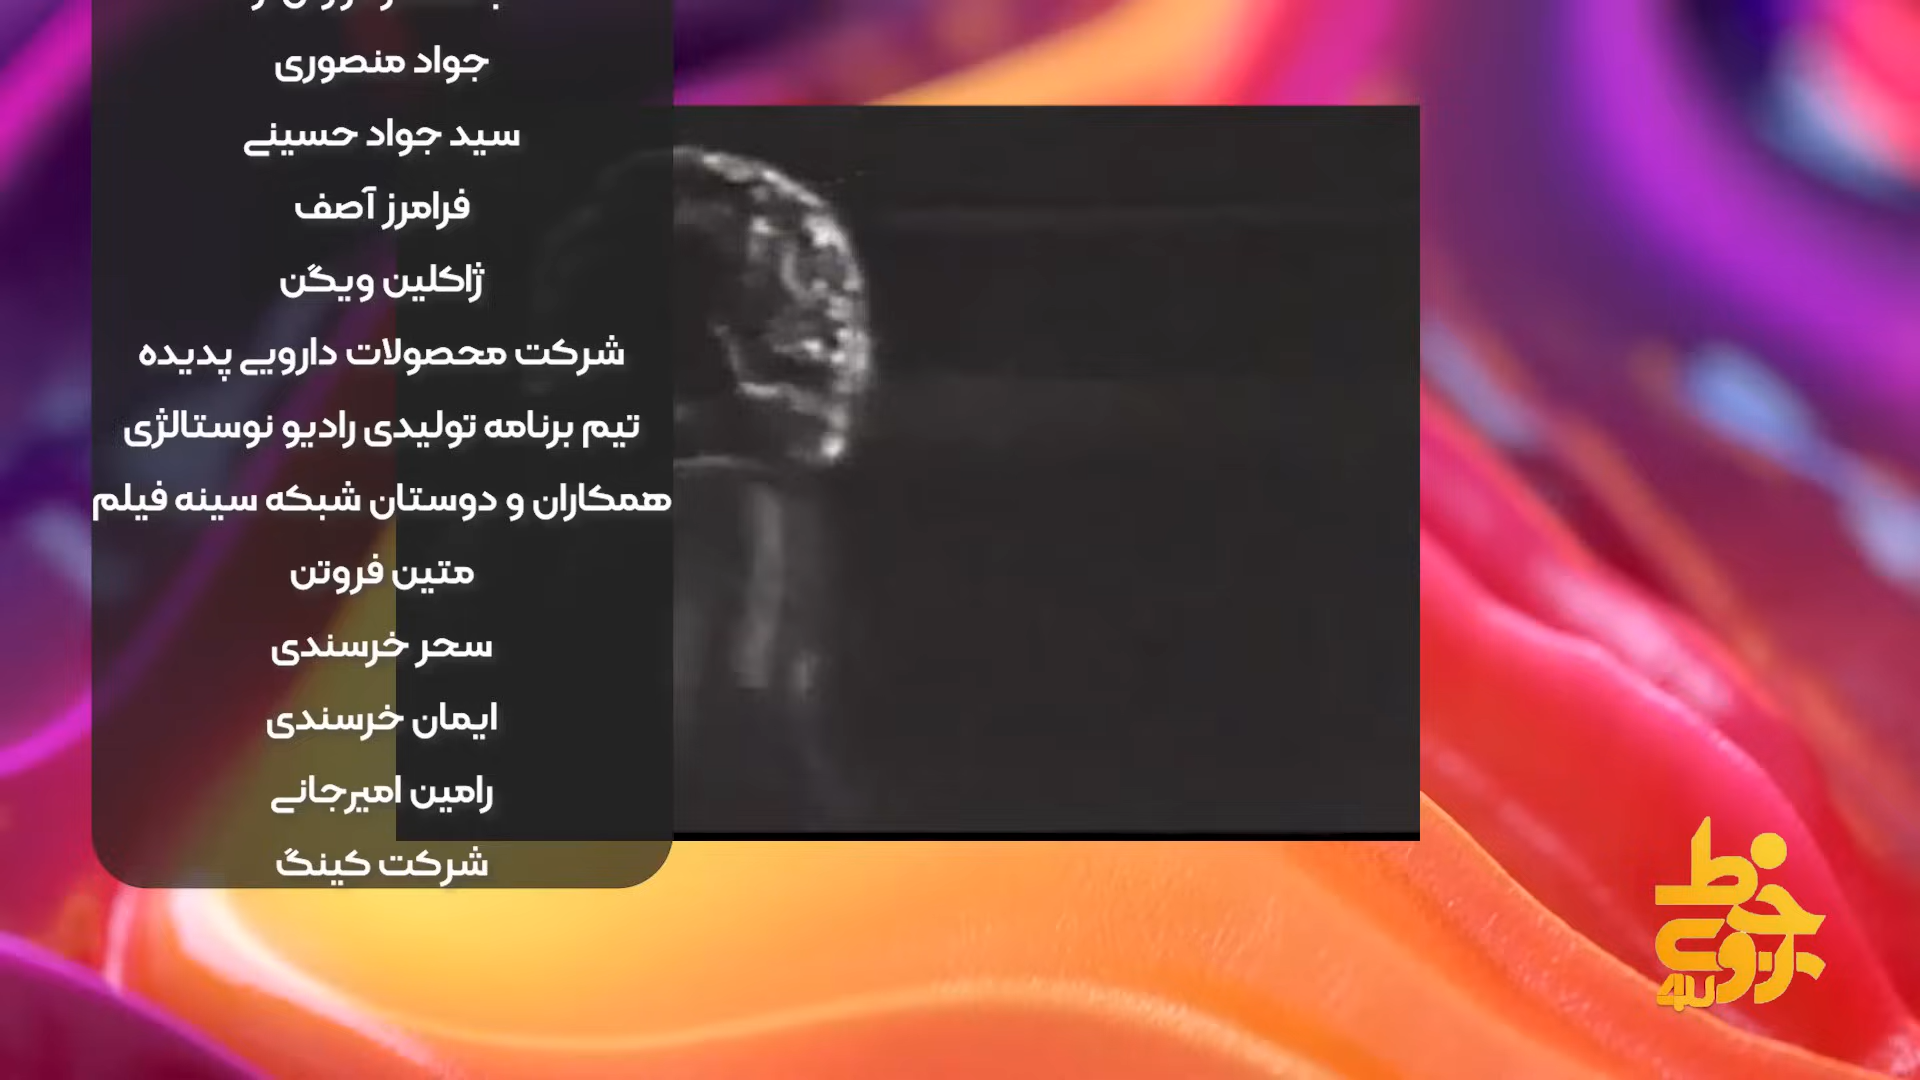 جواد منصوری
سید جواد حسینی
فرامرز آصف
ژاکلین ویگن
شرکت محصولات دارویی پدیده
تیم برنامه تولیدی رادیو نوستالژی
همکاران و دوستان شبکه سینه فیلم
متین فروتن
سحر خرسندی
ایمان خرسندی
رامین امیرجانی
شرکت کینگ